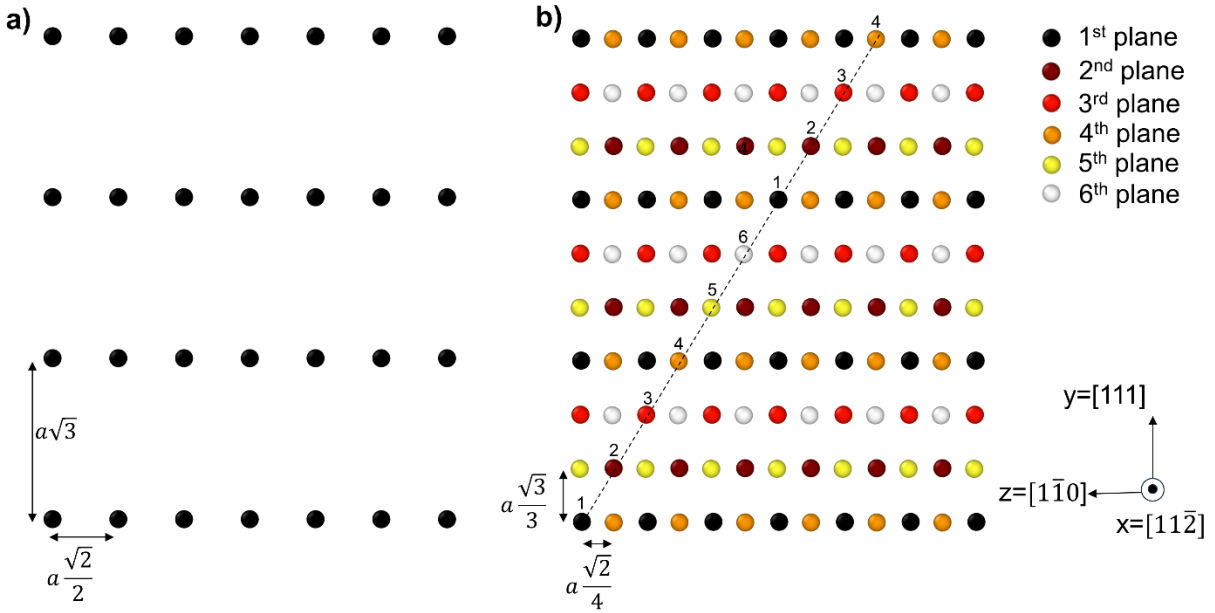 a)
a√3
a √2/2
b)
4
3
2
4
1
6
5
4
3
2
1
a √3/3
a √2/4
1st plane
2nd plane
3rd plane
4th plane
5th plane
6th plane
y=[111]
z=[11̅0]
x=[112̅]